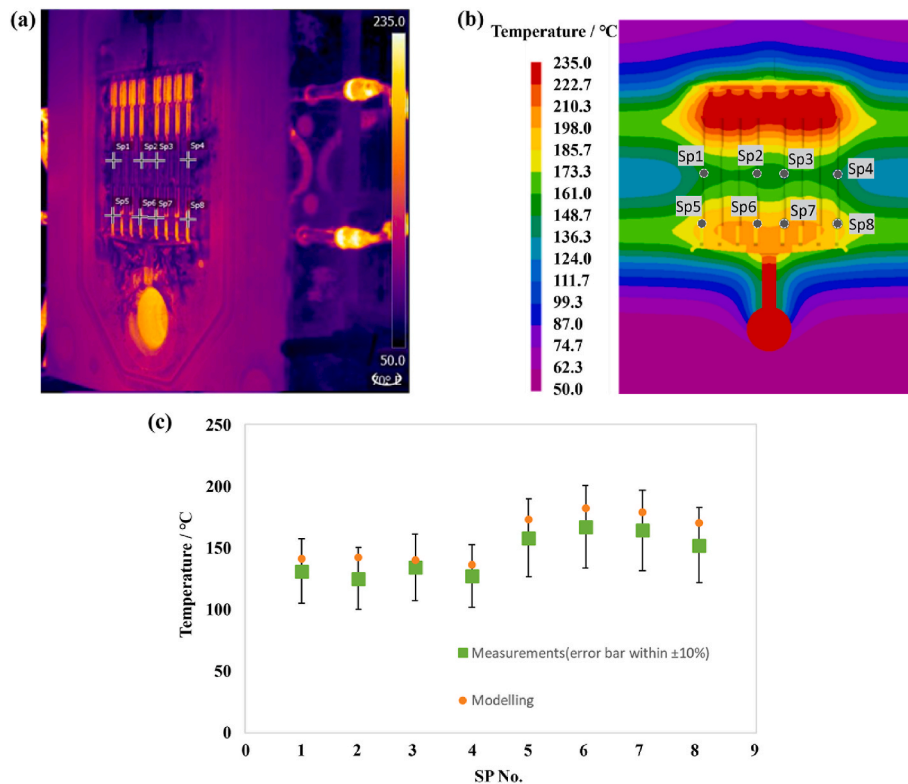 (a)
235.0
Sp1
Sp2
Sp3
Sp4
Sp5
Sp6
Sp7
Sp8
50.0
(b)
Temperature / °C
235.0
222.7
210.3
198.0
185.7
173.3
161.0
148.7
136.3
124.0
111.7
99.3
87.0
74.7
62.3
50.0
Sp1
Sp2
Sp3
Sp4
Sp5
Sp6
Sp7
Sp8
(c)
Temperature / °C
250
200
150
100
50
0
Measurements(error bar within ±10%)
Modelling
0 1 2 3 4 5 6 7 8 9
SP No.